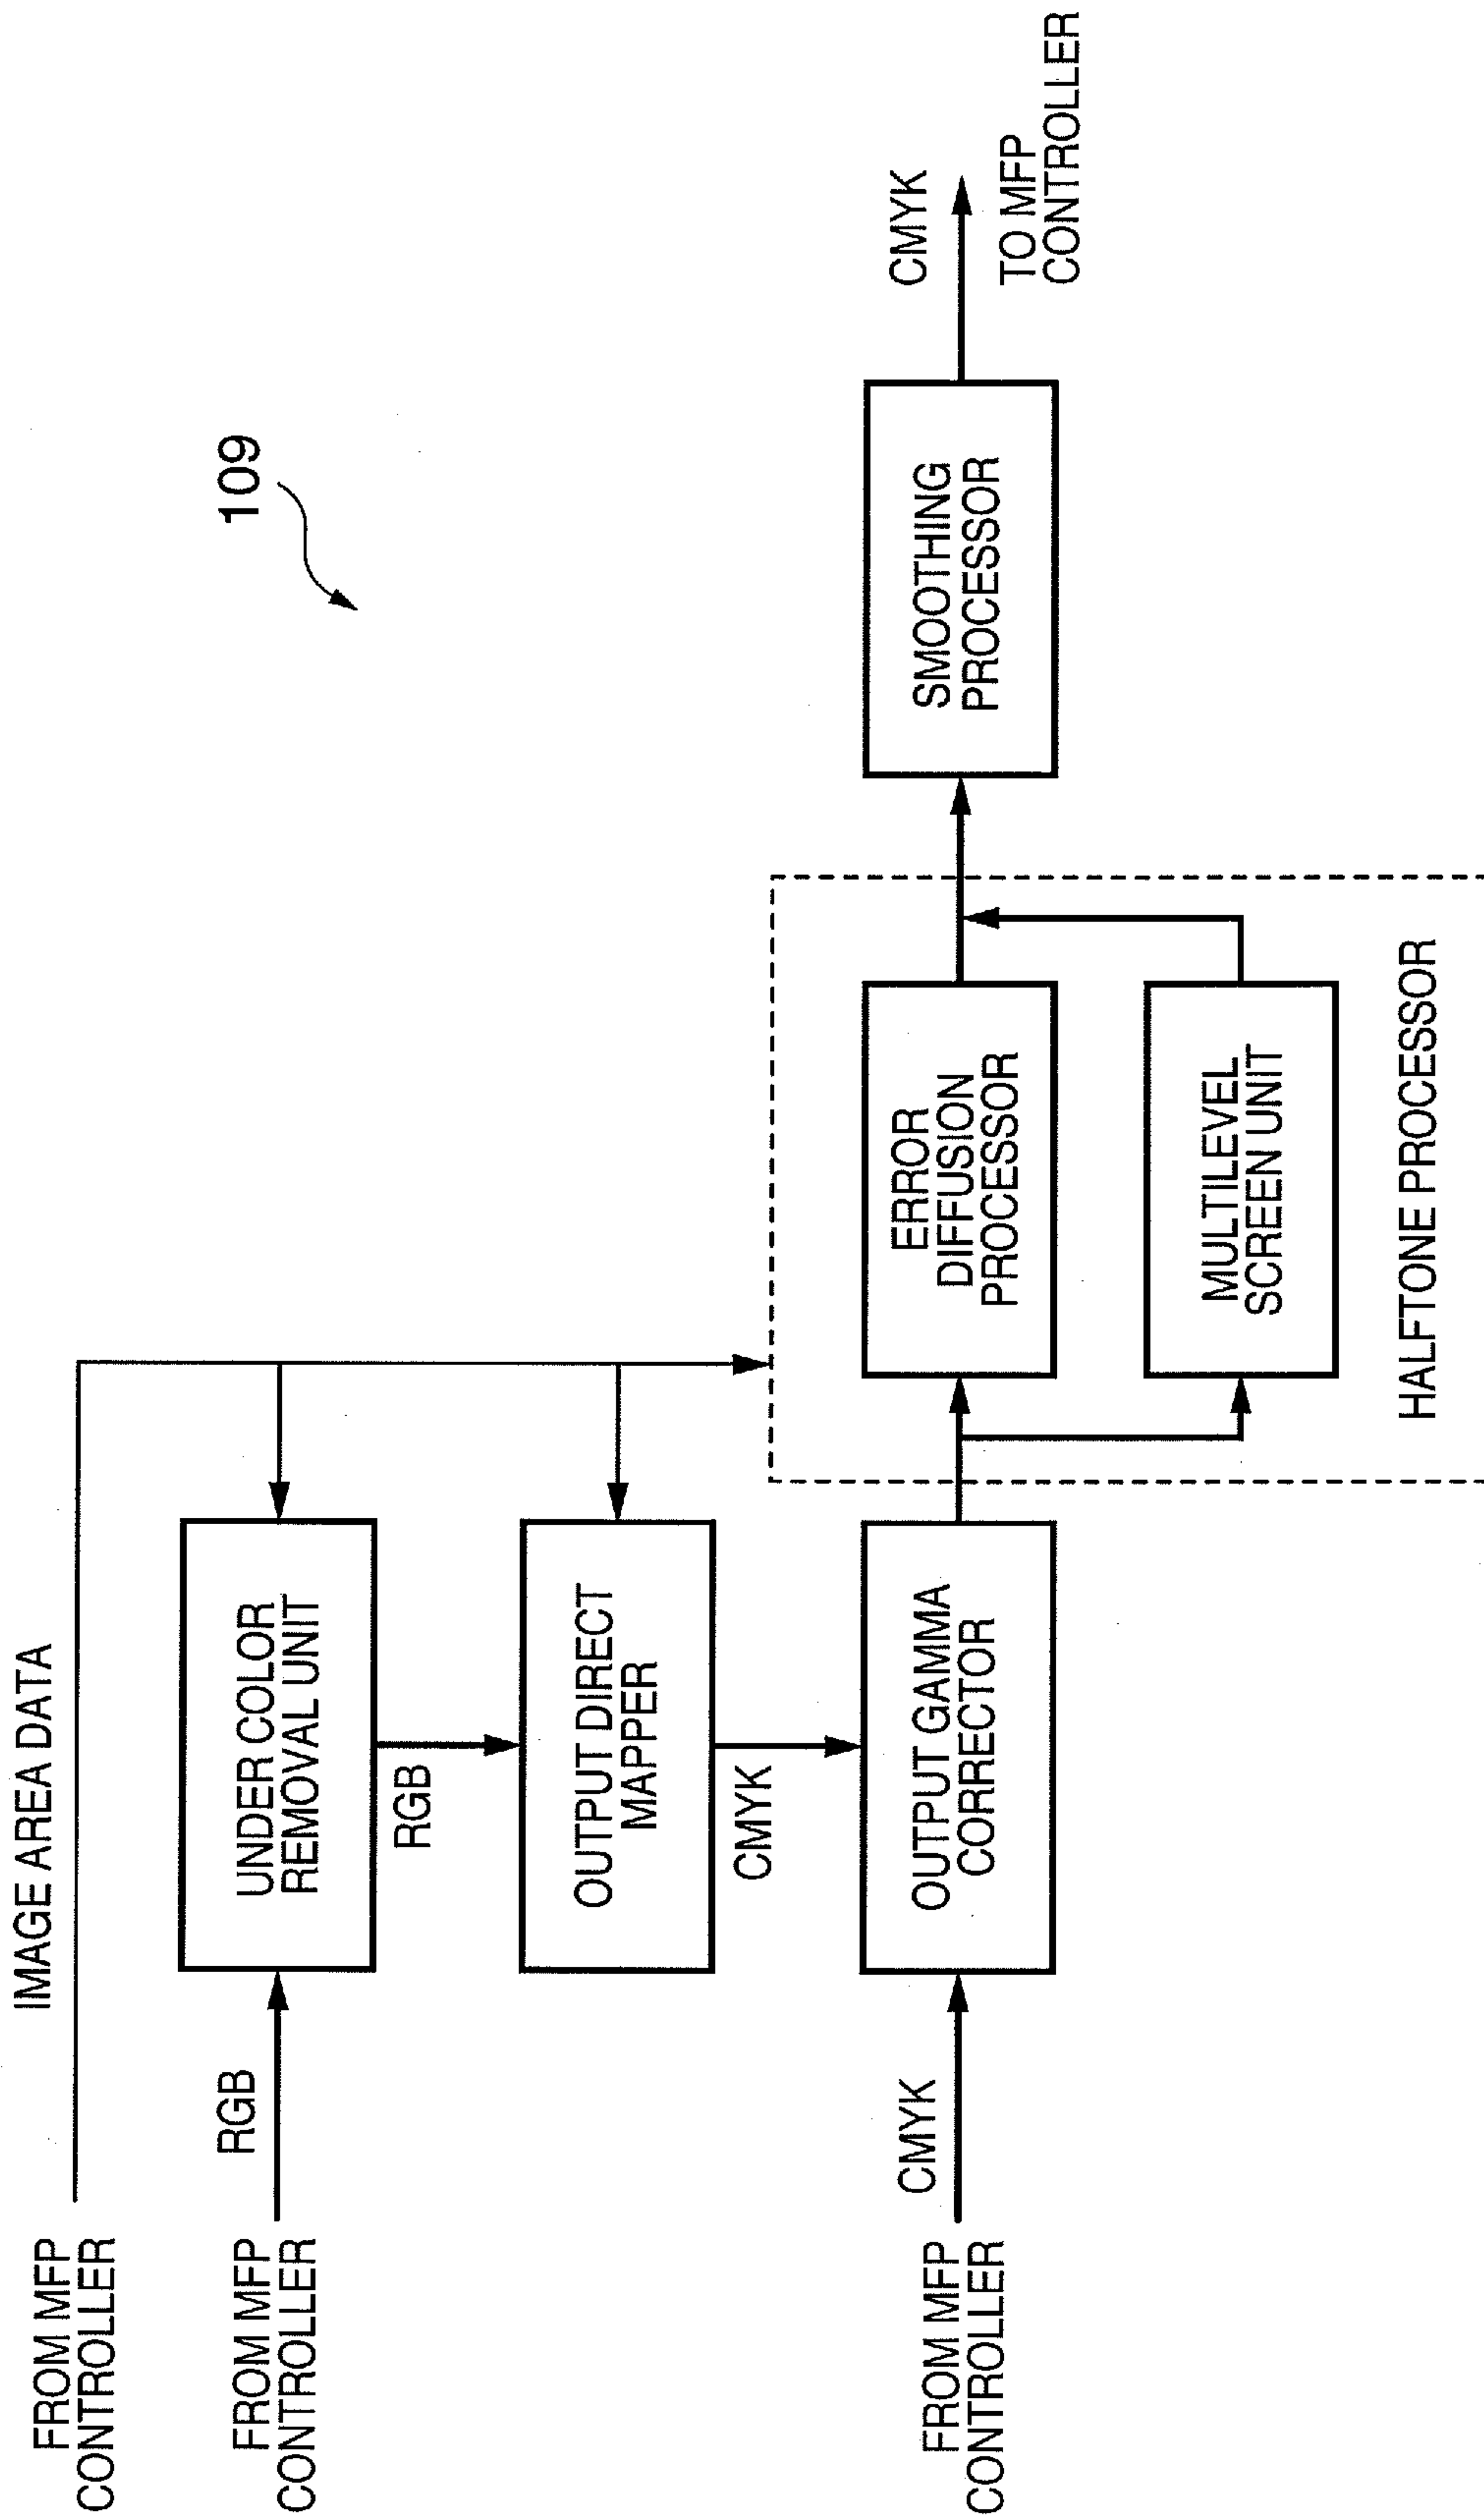 109
FROM MFP
CONTROLLER
IMAGE AREA DATA
FROM MFP
CONTROLLER
RGB
UNDER COLOR
REMOVAL UNIT
RGB
OUTPUT DIRECT
MAPPER
CMYK
FROM MFP
CONTROLLER
CMYK
OUTPUT GAMMA
CORRECTOR
ERROR
DIFFUSION
PROCESSOR
MULTILEVEL
SCREEN UNIT
HALFTONE PROCESSOR
SMOOTHING
PROCESSOR
CMYK
TO MFP
CONTROLLER